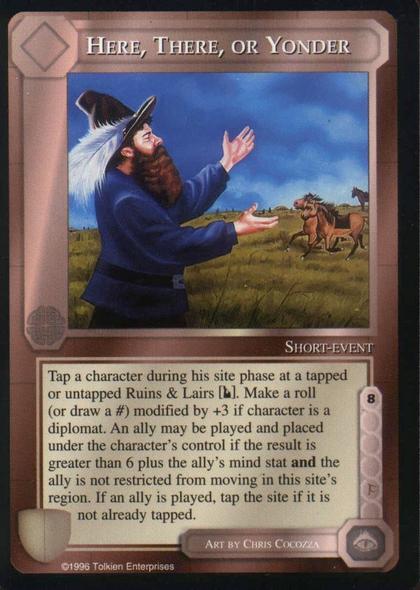 HERE, THERE, OR YONDER
SHORT-EVENT
Tap a character during his site phase at a tapped
or untapped Ruins & Lairs []. Make a roll
(or draw a #) modified by +3 if character is a
diplomat. An ally may be played and placed
under the character's control if the result is
greater than 6 plus the ally's mind stat and the
ally is not restricted from moving in this site's
region. If an ally is played, tap the site if it is
not already tapped.
8
F
ART BY CHRIS COCOZZA
©1996 Tolkien Enterprises